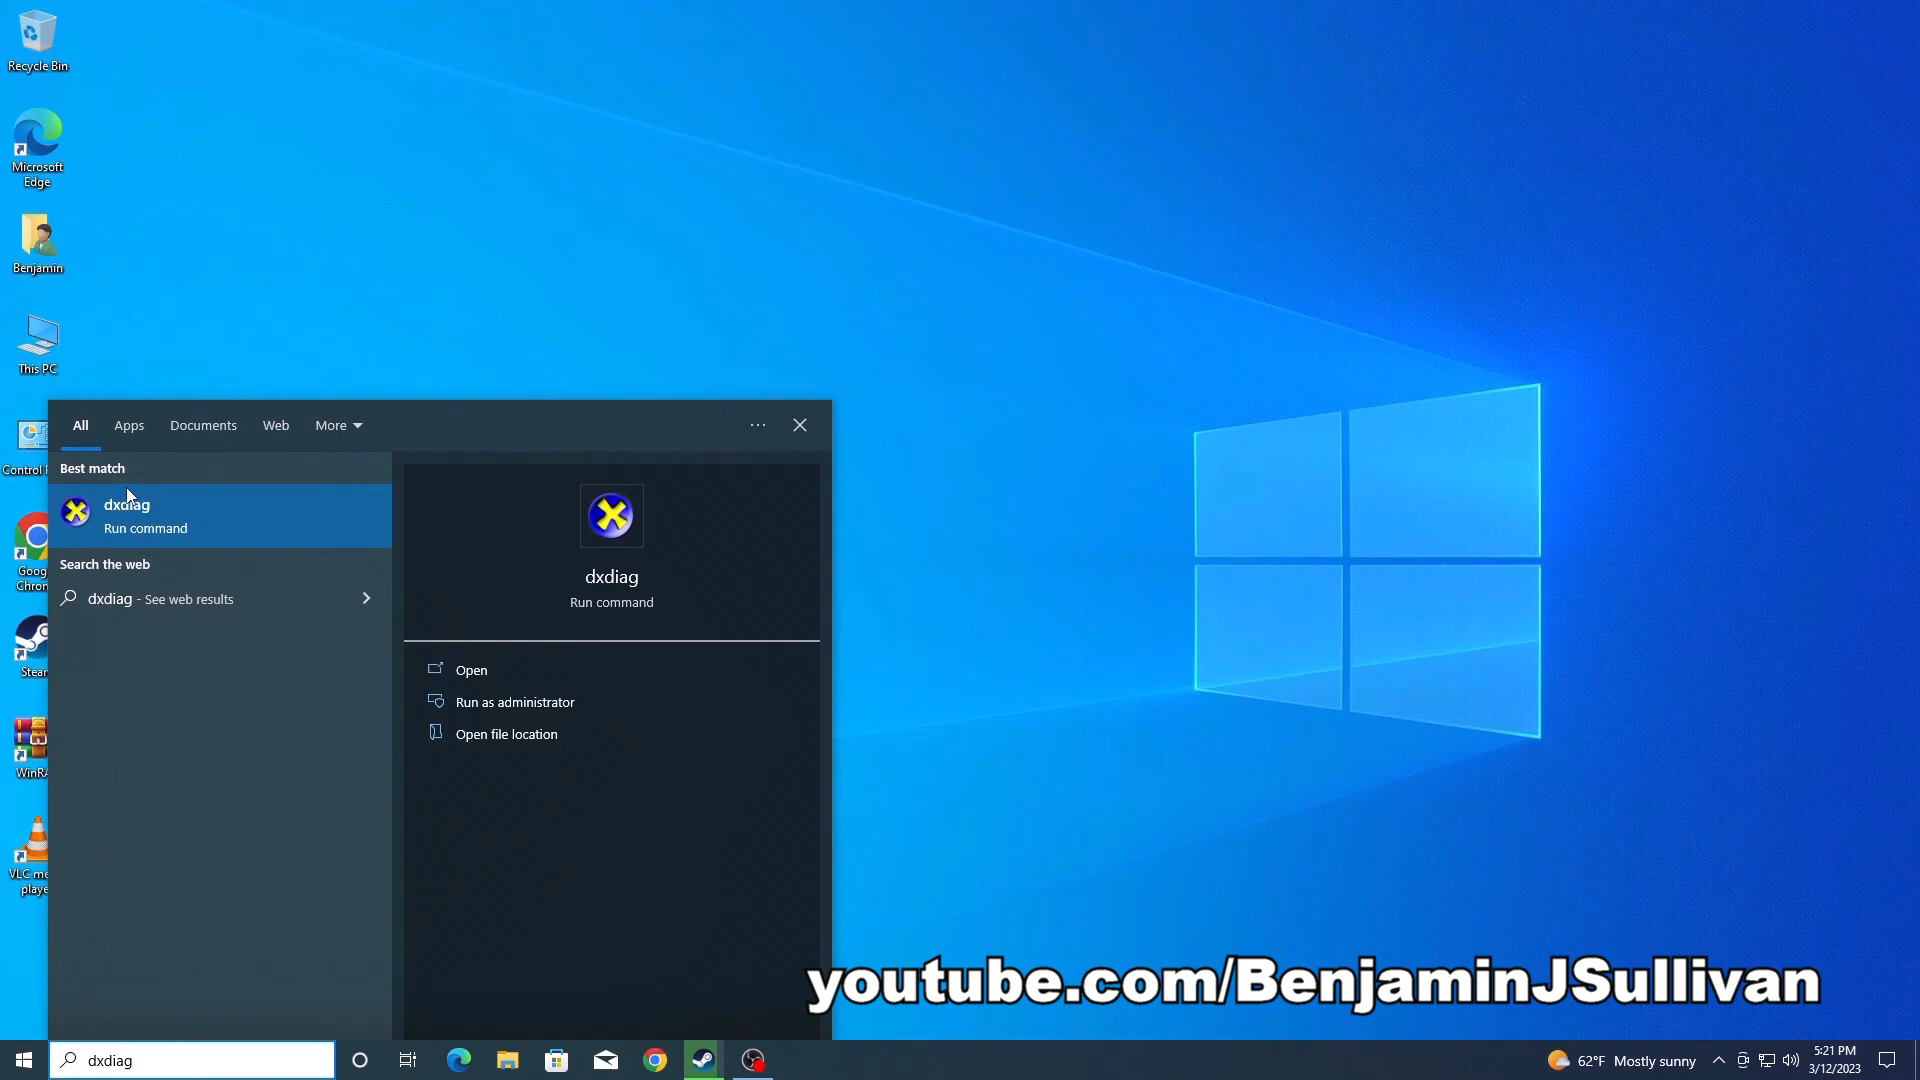 Recycle Bin
Microsoft
Edge
Benjamin
This PC
Control
Goog
Chron
Stea
WinRA
VLC me
playe
All
Apps
Documents
Web
More
Best match
dxdiag
Run command
Search the web
dxdiag - See web results
dxdiag
Run command
Open
Run as administrator
Open file location
youtube.com/BenjaminJSullivan
dxdiag
62°F Mostly sunny
5:21 PM
3/12/2023